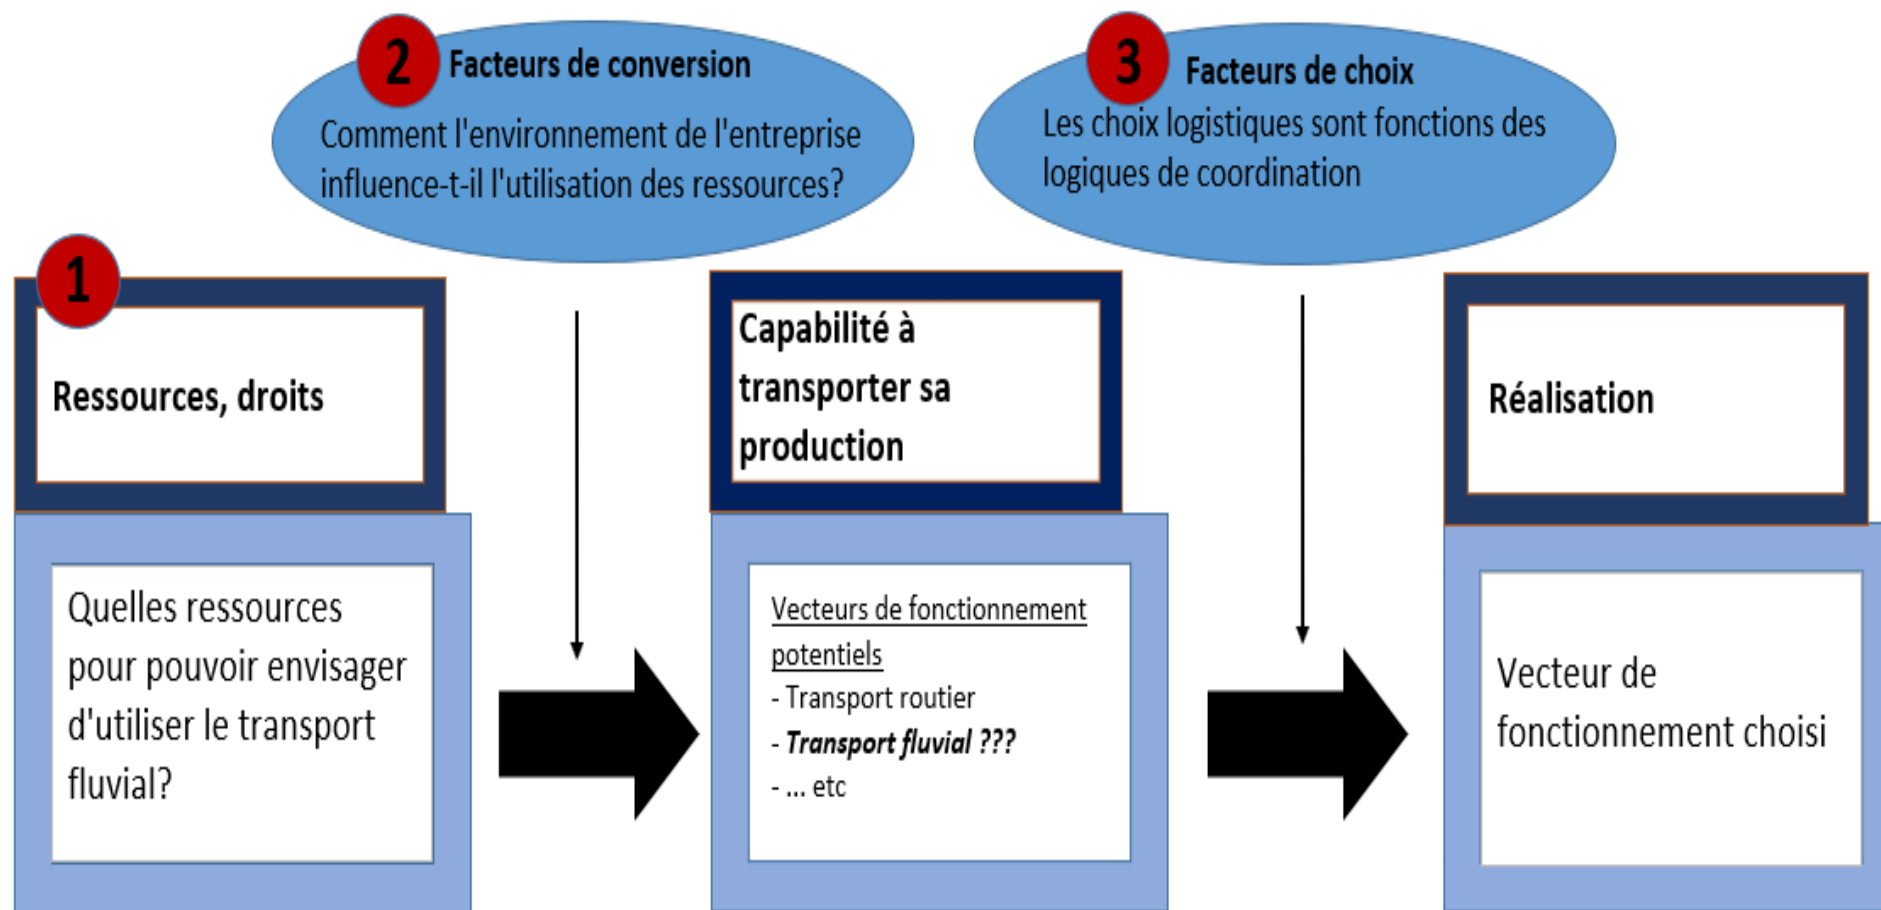 2
Facteurs de conversion
Comment l'environnement de l'entreprise
influence-t-il l'utilisation des ressources?
3
Facteurs de choix
Les choix logistiques sont fonctions des
logiques de coordination
1
Ressources, droits
Quelles ressources
pour pouvoir envisager
d'utiliser le transport
fluvial?
Capabilité à
transporter sa
production
Vecteurs de fonctionnement
potentiels
- Transport routier
- Transport fluvial ???
- ... etc
Réalisation
Vecteur de
fonctionnement choisi